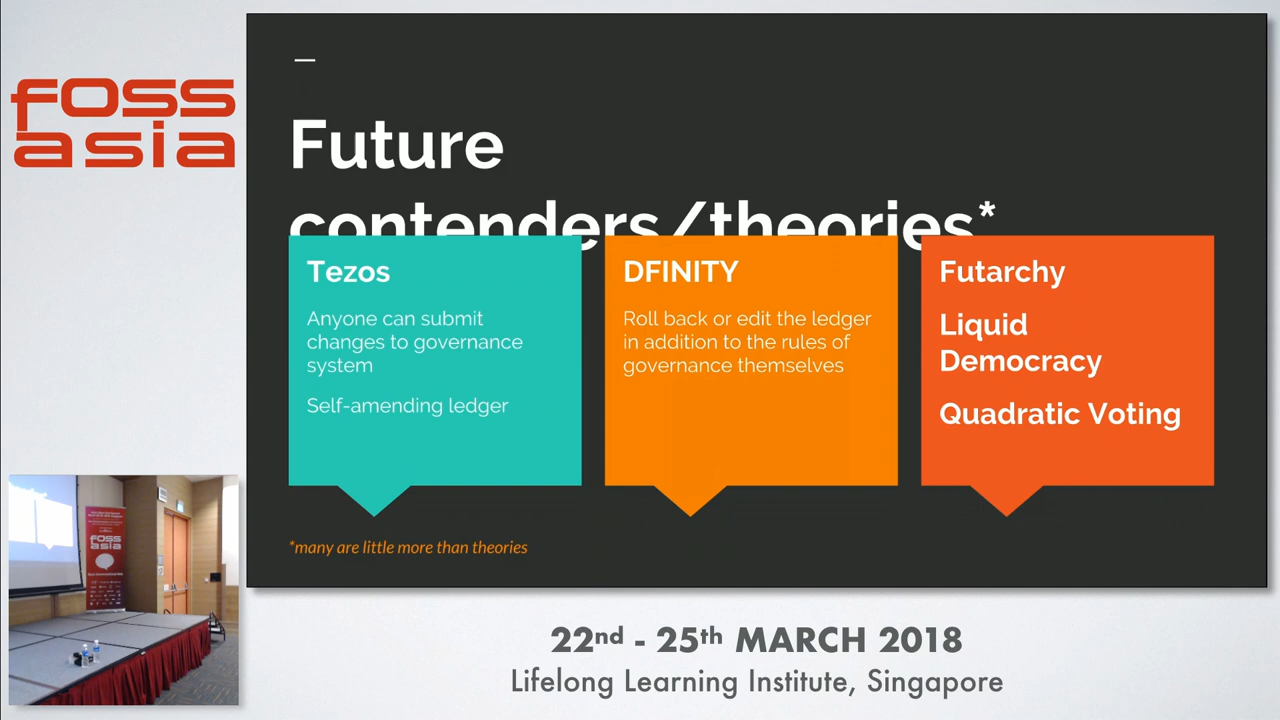 foss
asia
Future
contenders/theories*
Tezos
Anyone can submit
changes to governance
system
Self-amending ledger
DFINITY
Roll back or edit the ledger
in addition to the rules of
governance themselves
Futarchy
Liquid
Democracy
Quadratic Voting
*many are little more than theories
foss
asia
22nd - 25th MARCH 2018
Lifelong Learning Institute, Singapore